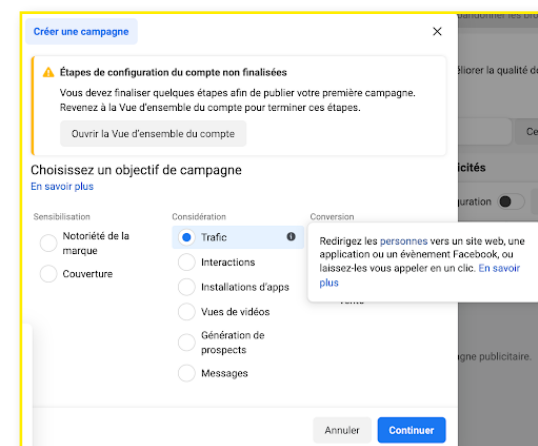 Créer une campagne
Étapes de configuration du compte non finalisées
Vous devez finaliser quelques étapes afin de publier votre première campagne.
Revenez à la Vue d'ensemble du compte pour terminer
ces étapes.
Ouvrir la Vue d'ensemble du compte
Choisissez un objectif de campagne
En savoir plus
Sensibilisation
Considération
Conversion
Notoriété de la
marque
Couverture
Trafic
Interactions
Installations d'apps
Vues de vidéos
Génération de
prospects
Messages
Redirigez les personnes vers un site web, une
application ou un évènement Facebook, ou
laissez-les vous appeler en un clic. En savoir
plus
Annuler
Continuer
abandonner les bro
éliorer la qualité de
Ce
icités
uration
gne publicitaire.